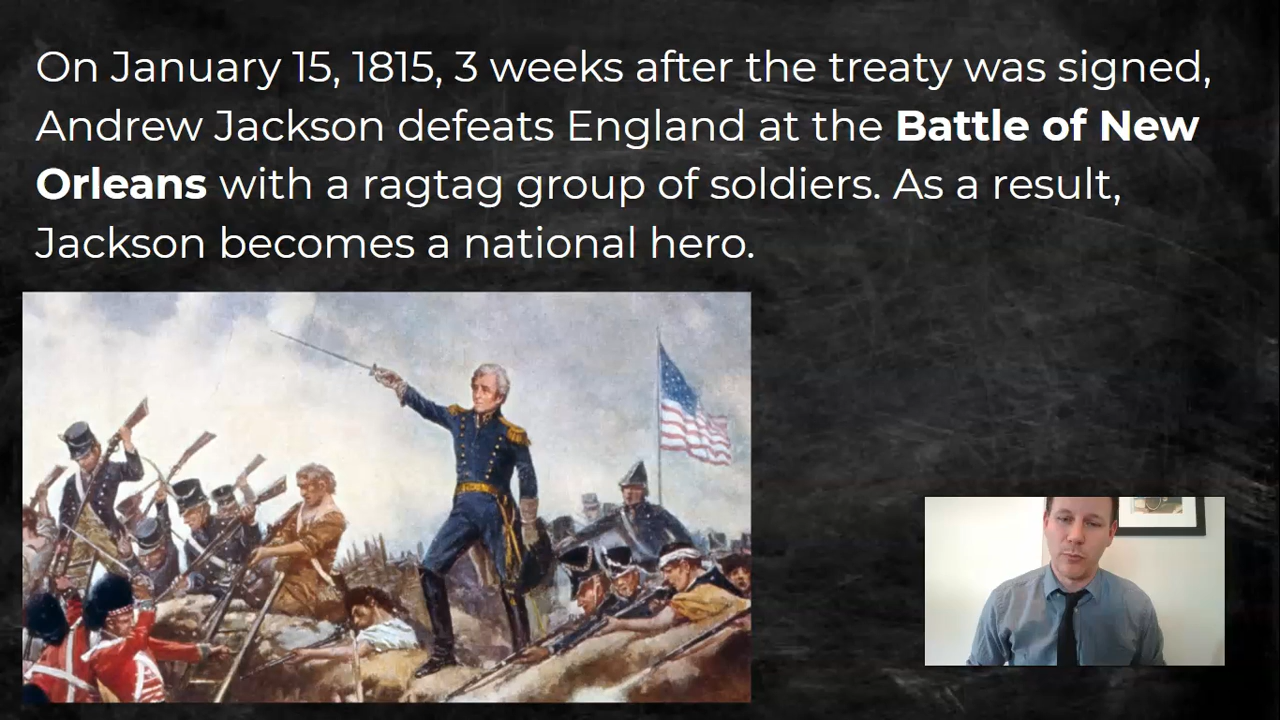 On January 15, 1815, 3 weeks after the treaty was signed,
Andrew Jackson defeats England at the Battle of New
Orleans with a ragtag group of soldiers. As a result,
Jackson becomes a national hero.